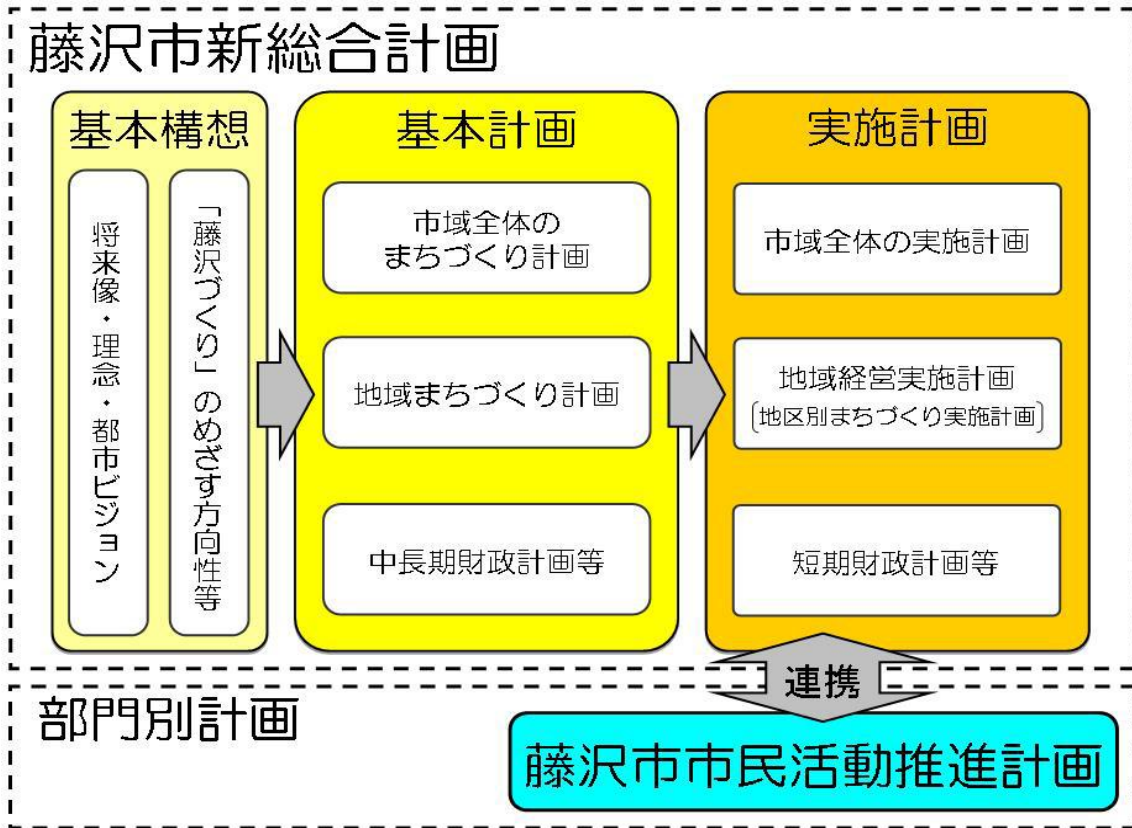 藤沢市新総合計画
基本構想
将来像・理念・都市ビジョン
「藤沢づくり」のめざす方向性等
基本計画
市域全体の
まちづくり計画
地域まちづくり計画
中長期財政計画等
実施計画
市域全体の実施計画
地域経営実施計画
[地区別まちづくり実施計画]
短期財政計画等
連携
部門別計画
藤沢市市民活動推進計画